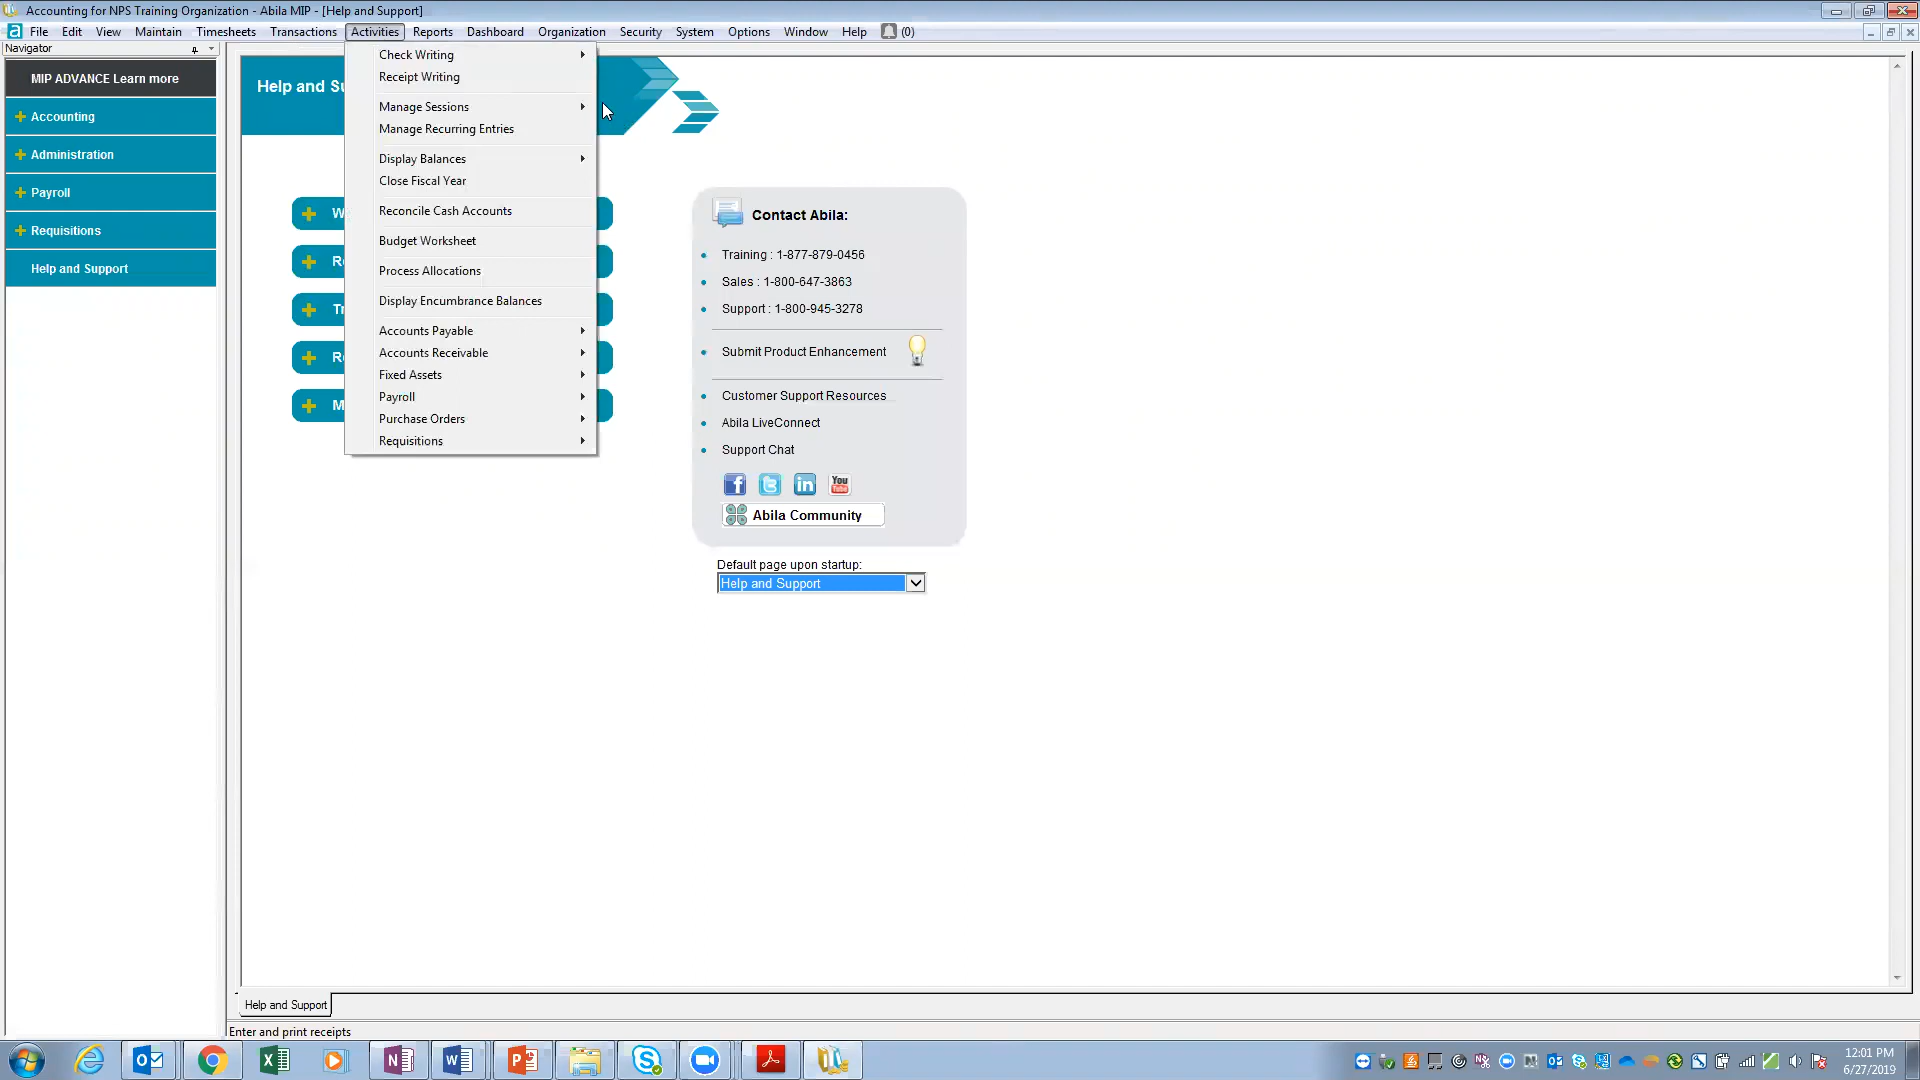 Accounting for NPS Training Organization - Abila MIP - [Help and Support]
File Edit View Maintain Timesheets Transactions Activities Reports Dashboard Organization Security System Options Window Help (0)
Navigator
MIP ADVANCE Learn more
Accounting
Administration
Payroll
Requisitions
Help and Support
Check Writing
Receipt Writing
Manage Sessions
Manage Recurring Entries
Display Balances
Close Fiscal Year
Reconcile Cash Accounts
Budget Worksheet
Process Allocations
Display Encumbrance Balances
Accounts Payable
Accounts Receivable
Fixed Assets
Payroll
Purchase Orders
Requisitions
Help and Su
Contact Abila:
Training : 1-877-879-0456
Sales : 1-800-647-3863
Support : 1-800-945-3278
Submit Product Enhancement
Customer Support Resources
Abila LiveConnect
Support Chat
Abila Community
Default page upon startup:
Help and Support
Help and Support
Enter and print receipts
12:01 PM
6/27/2019